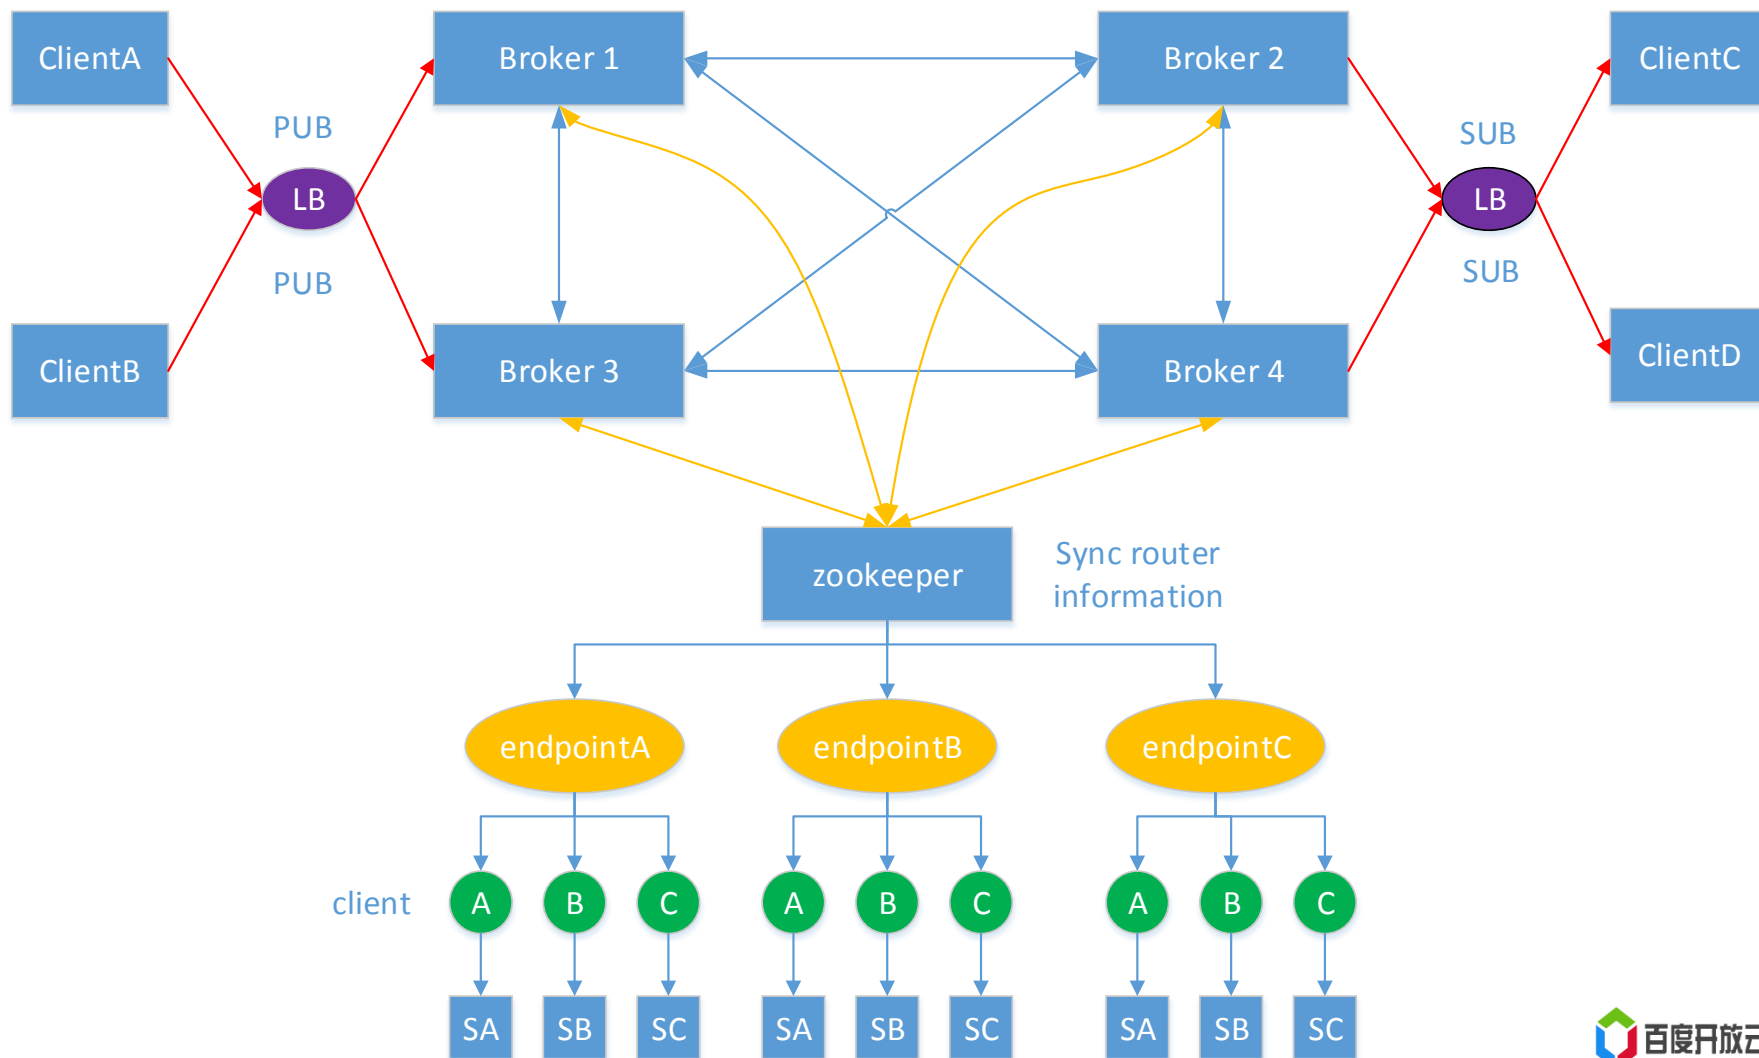 ClientA
Broker 1
Broker 2
ClientC
PUB
SUB
LB
LB
PUB
SUB
ClientB
Broker 3
Broker 4
ClientD
zookeeper
Sync router
information
endpointA
endpointB
endpointC
client
A
B
C
A
B
C
A
B
C
SA
SB
SC
SA
SB
SC
SA
SB
SC
百度开放云